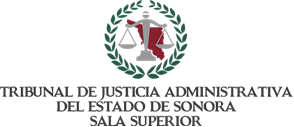 TRIBUNAL DE JUSTICIA ADMINISTRATIVA
DEL ESTADO DE SONORA
SALA SUPERIOR